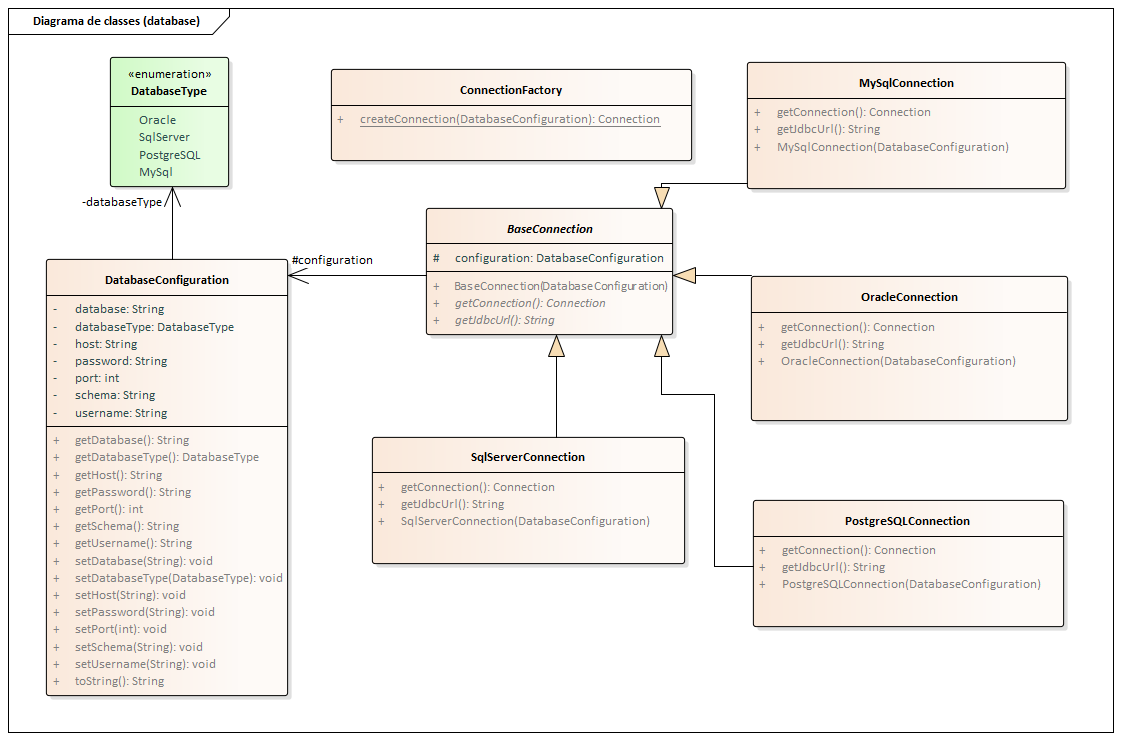 Diagrama de classes (database)
«enumeration»
DatabaseType
Oracle
SqlServer
PostgreSQL
MySql
-databaseType
ConnectionFactory
+ createConnection(DatabaseConfiguration): Connection
MySqlConnection
+ getConnection(): Connection
+ getJdbcUrl(): String
+ MySqlConnection(DatabaseConfiguration)
BaseConnection
# configuration: DatabaseConfiguration
+ BaseConnection(DatabaseConfiguration)
+ getConnection(): Connection
+ getJdbcUrl(): String
#configuration
DatabaseConfiguration
- database: String
- databaseType: DatabaseType
- host: String
- password: String
- port: int
- schema: String
- username: String
+ getDatabase(): String
+ getDatabaseType(): DatabaseType
+ getHost(): String
+ getPassword(): String
+ getPort(): int
+ getSchema(): String
+ getUsername(): String
+ setDatabase(String): void
+ setDatabaseType(DatabaseType): void
+ setHost(String): void
+ setPassword(String): void
+ setPort(int): void
+ setSchema(String): void
+ setUsername(String): void
+ toString(): String
OracleConnection
+ getConnection(): Connection
+ getJdbcUrl(): String
+ OracleConnection(DatabaseConfiguration)
SqlServerConnection
+ getConnection(): Connection
+ getJdbcUrl(): String
+ SqlServerConnection(DatabaseConfiguration)
PostgreSQLConnection
+ getConnection(): Connection
+ getJdbcUrl(): String
+ PostgreSQLConnection(DatabaseConfiguration)